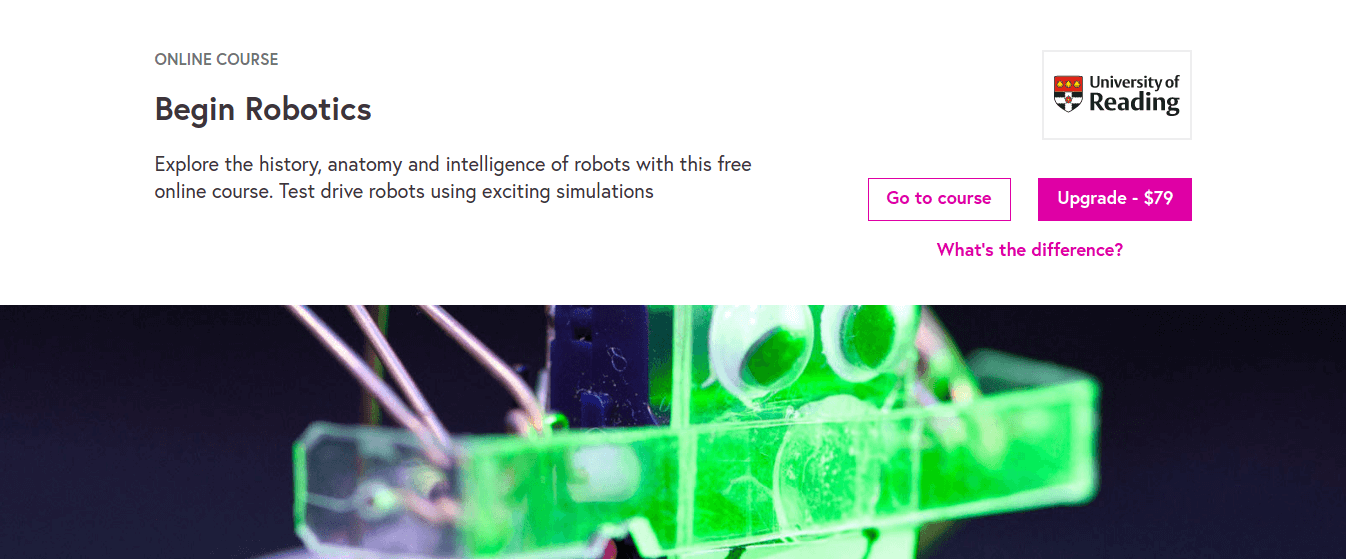 ONLINE COURSE
Begin Robotics
Explore the history, anatomy and intelligence of robots with this free
online course. Test drive robots using exciting simulations
University of
Reading
Go to course
Upgrade - $79
What's the difference?